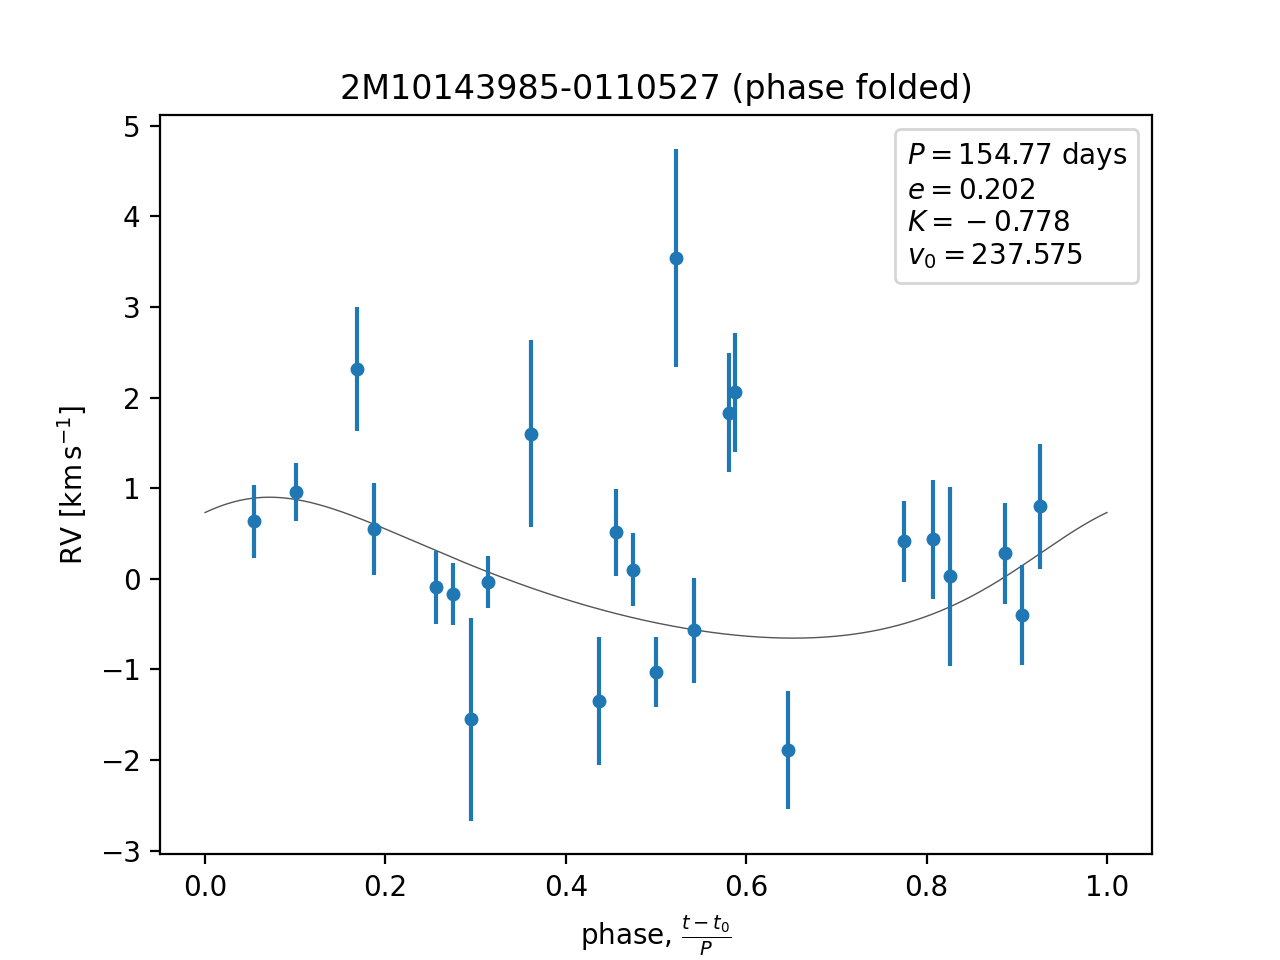 2M10143985-0110527 (phase folded)
P = 154.77 days
e = 0.202
K = −0.778
v₀ = 237.575
5
4
3
2
1
0
−1
−2
−3
RV [km s⁻¹]
0.0 0.2 0.4 0.6 0.8 1.0
phase, (t − t₀)/P